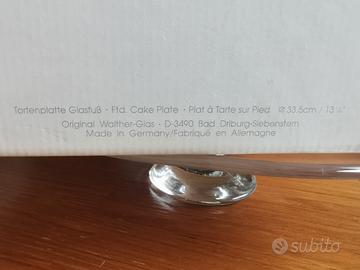 Tortenplatte Glasfuß · Ftd. Cake Plate · Plat à Tarte sur Pied Ø 33.5cm / 13 ¼"
Original Walther-Glas · D-3490 Bad Driburg-Siebenstern
Made in Germany/Fabriqué en Allemagne
subito